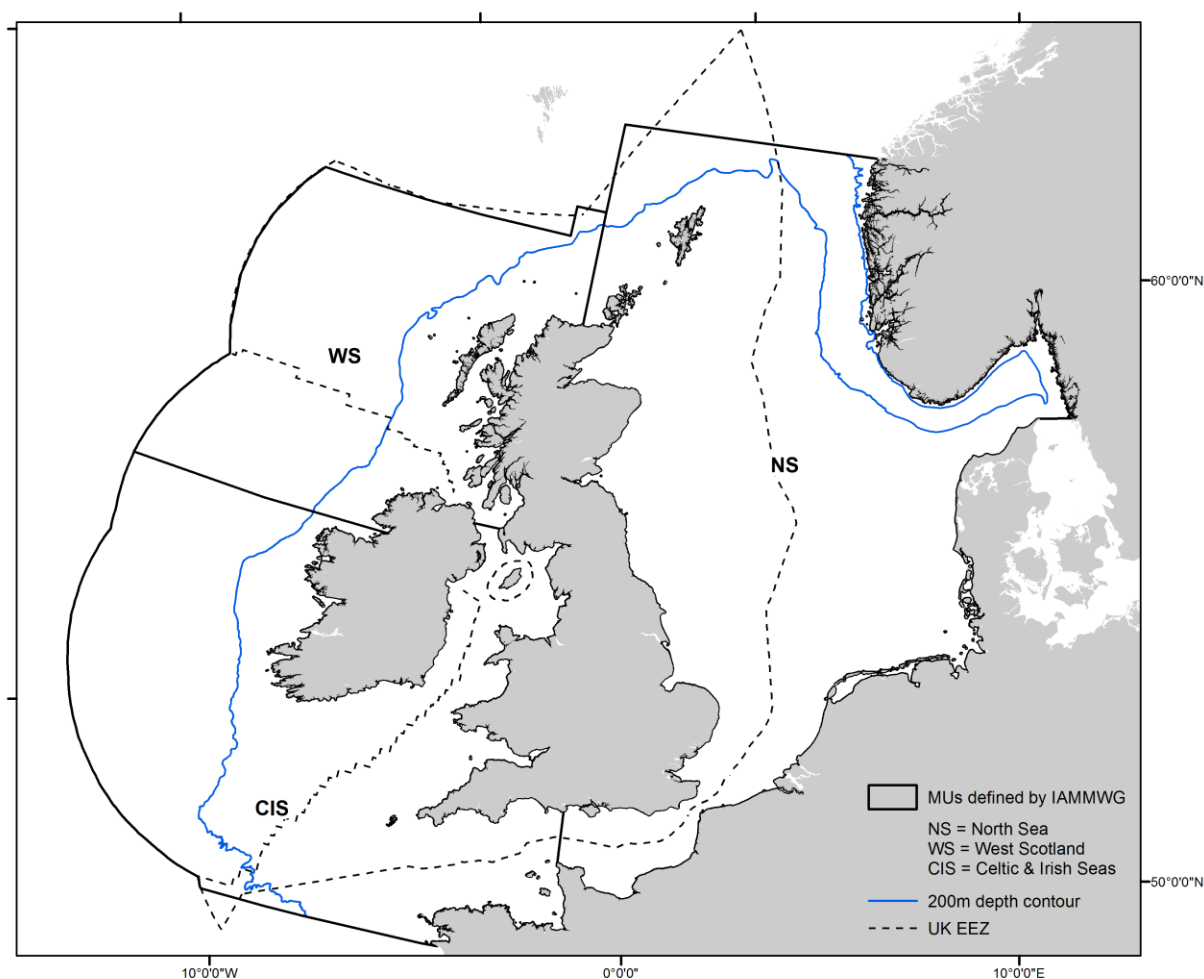 60°0'0"N
WS
NS
CIS
MUs defined by IAMMWG
NS = North Sea
WS = West Scotland
CIS = Celtic & Irish Seas
200m depth contour
UK EEZ
50°0'0"N
10°0'0"W
0°0'0"
10°0'0"E